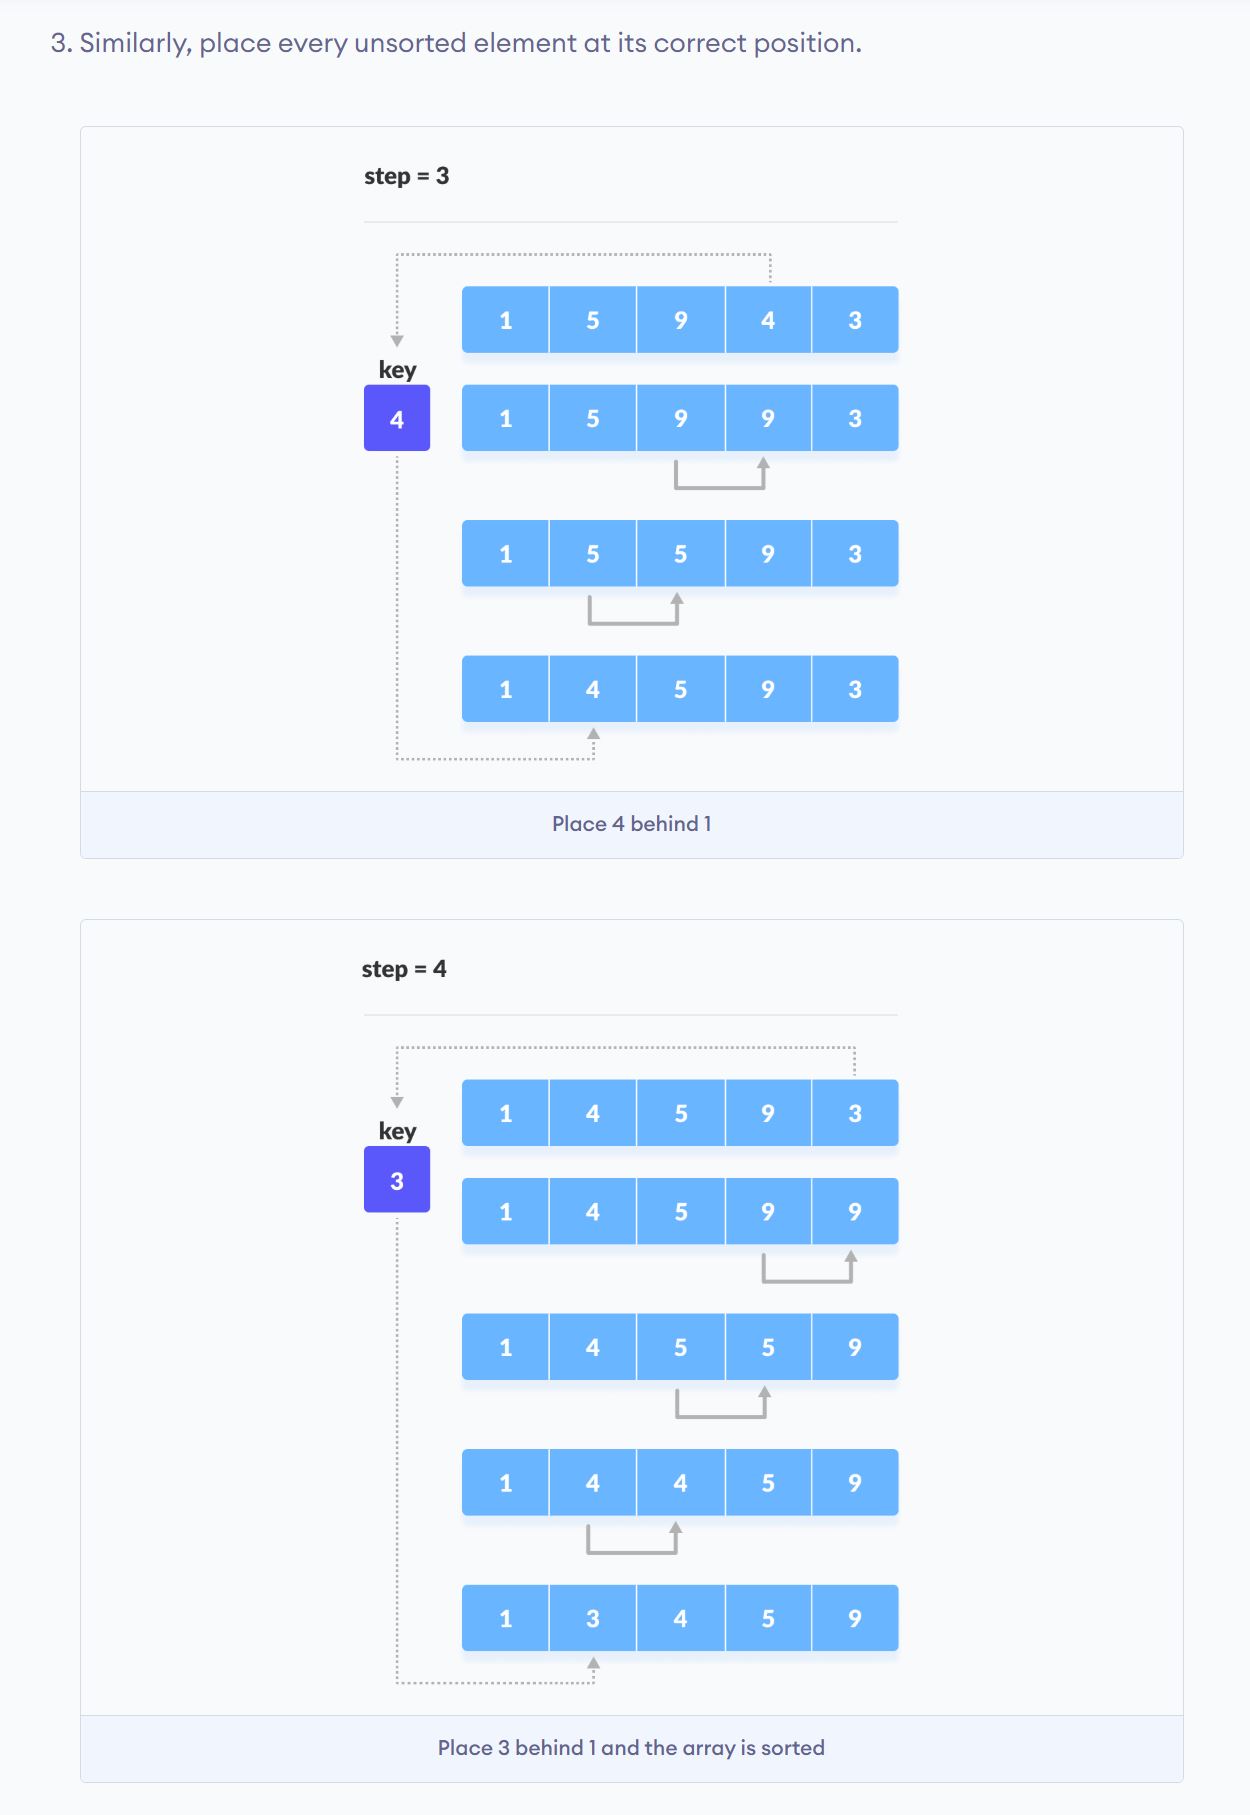 3. Similarly, place every unsorted element at its correct position.
step = 3
1 5 9 4 3
key
4
1 5 9 9 3
1 5 5 9 3
1 4 5 9 3
Place 4 behind 1
step = 4
1 4 5 9 3
key
3
1 4 5 9 9
1 4 5 5 9
1 4 4 5 9
1 3 4 5 9
Place 3 behind 1 and the array is sorted